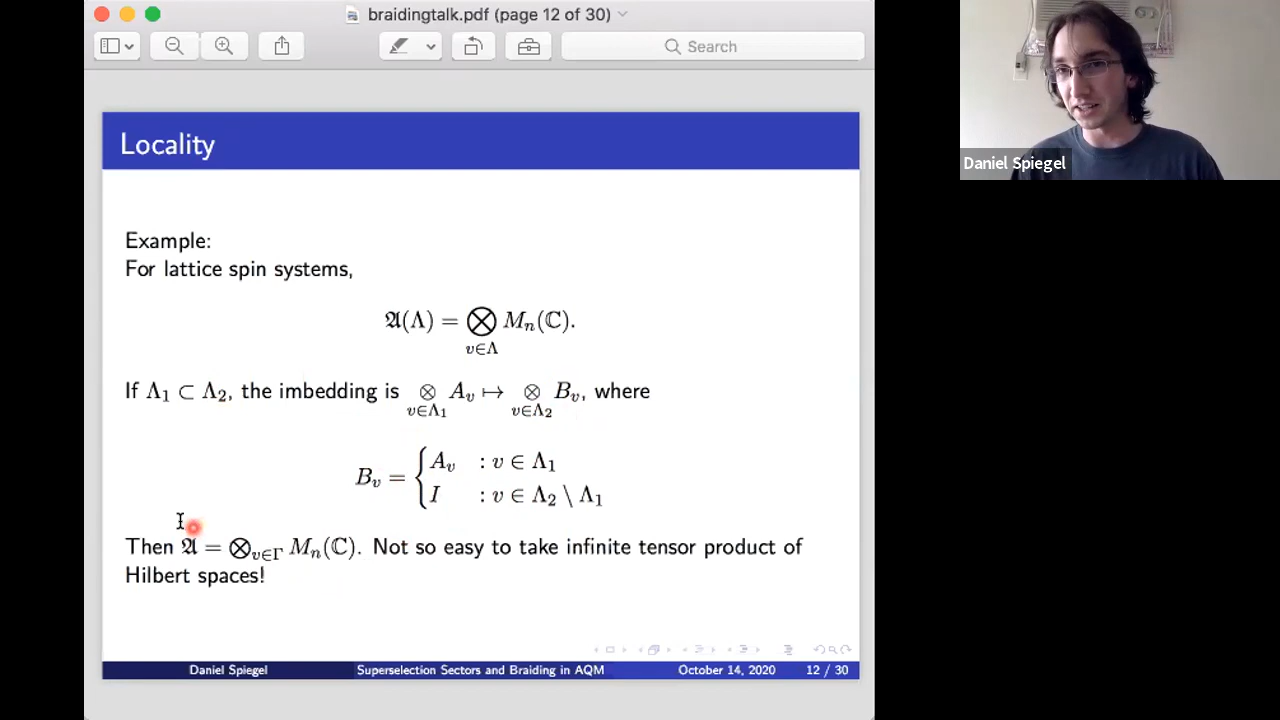 braidingtalk.pdf (page 12 of 30)
Search
Locality
Example:
For lattice spin systems,
𝔄(Λ) = ⨂_{v∈Λ} M_n(ℂ).
If Λ₁ ⊂ Λ₂, the imbedding is ⊗_{v∈Λ₁} A_v ↦ ⊗_{v∈Λ₂} B_v, where
B_v = { A_v : v ∈ Λ₁
I : v ∈ Λ₂ \ Λ₁
Then 𝔄 = ⨂_{v∈Γ} M_n(ℂ). Not so easy to take infinite tensor product of
Hilbert spaces!
Daniel Spiegel Superselection Sectors and Braiding in AQM October 14, 2020 12 / 30
Daniel Spiegel